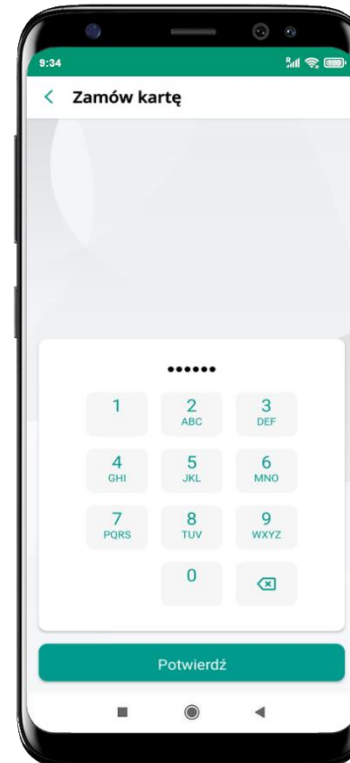 9:34
Zamów kartę
••••••
1
2
ABC
3
DEF
4
GHI
5
JKL
6
MNO
7
PQRS
8
TUV
9
WXYZ
0
Potwierdź